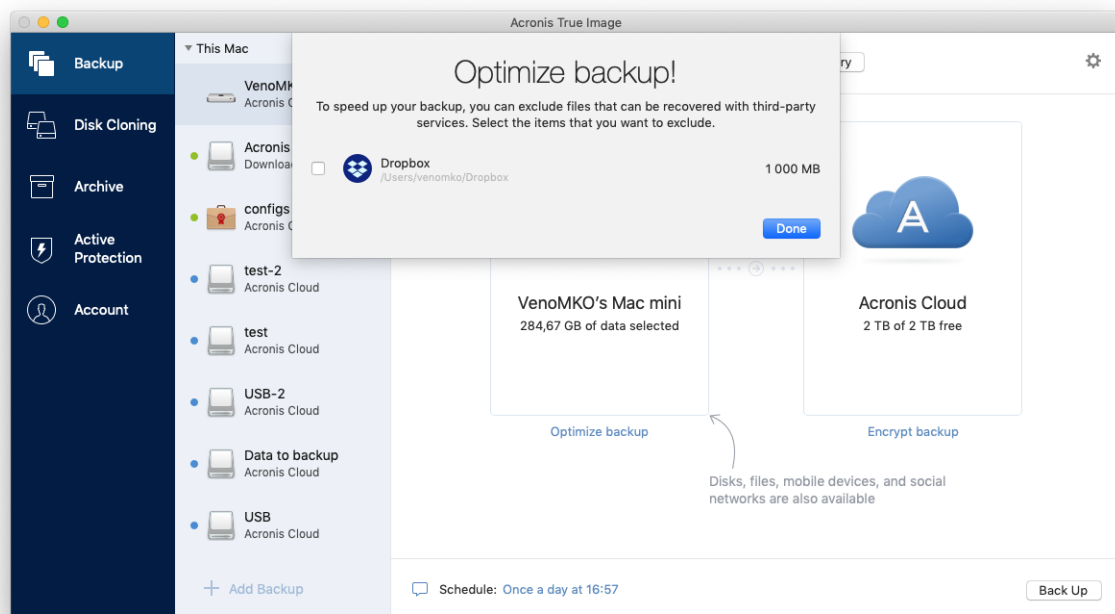 Acronis True Image
Backup
Disk Cloning
Archive
Active
Protection
Account
This Mac
VenoMK
Acronis C
Acronis
Downloa
configs
Acronis C
test-2
Acronis Cloud
test
Acronis Cloud
USB-2
Acronis Cloud
Data to backup
Acronis Cloud
USB
Acronis Cloud
Add Backup
Optimize backup!
To speed up your backup, you can exclude files that can be recovered with third-party
services. Select the items that you want to exclude.
Dropbox
1 000 MB
/Users/venomko/Dropbox
Done
ry
VenoMKO's Mac mini
284,67 GB of data selected
Optimize backup
A
Acronis Cloud
2 TB of 2 TB free
Encrypt backup
Disks, files, mobile devices, and social
networks are also available
Schedule: Once a day at 16:57
Back Up